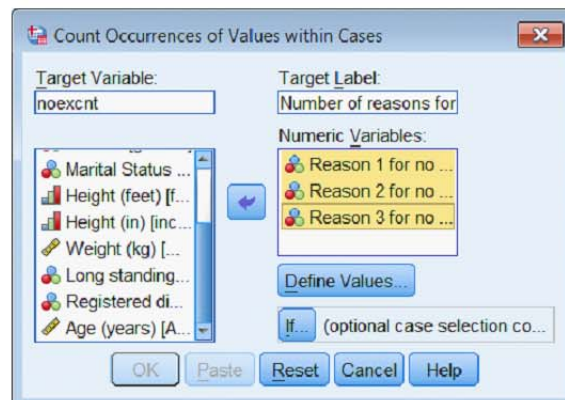 Count Occurrences of Values within Cases
Target Variable:
noexcnt
Target Label:
Number of reasons for
Numeric Variables:
Marital Status ...
Height (feet) [f...
Height (in) [inc...
Weight (kg) [...
Long standing...
Registered di...
Age (years) [A...
Reason 1 for no ...
Reason 2 for no ...
Reason 3 for no ...
Define Values...
If... (optional case selection co...
OK Paste Reset Cancel Help